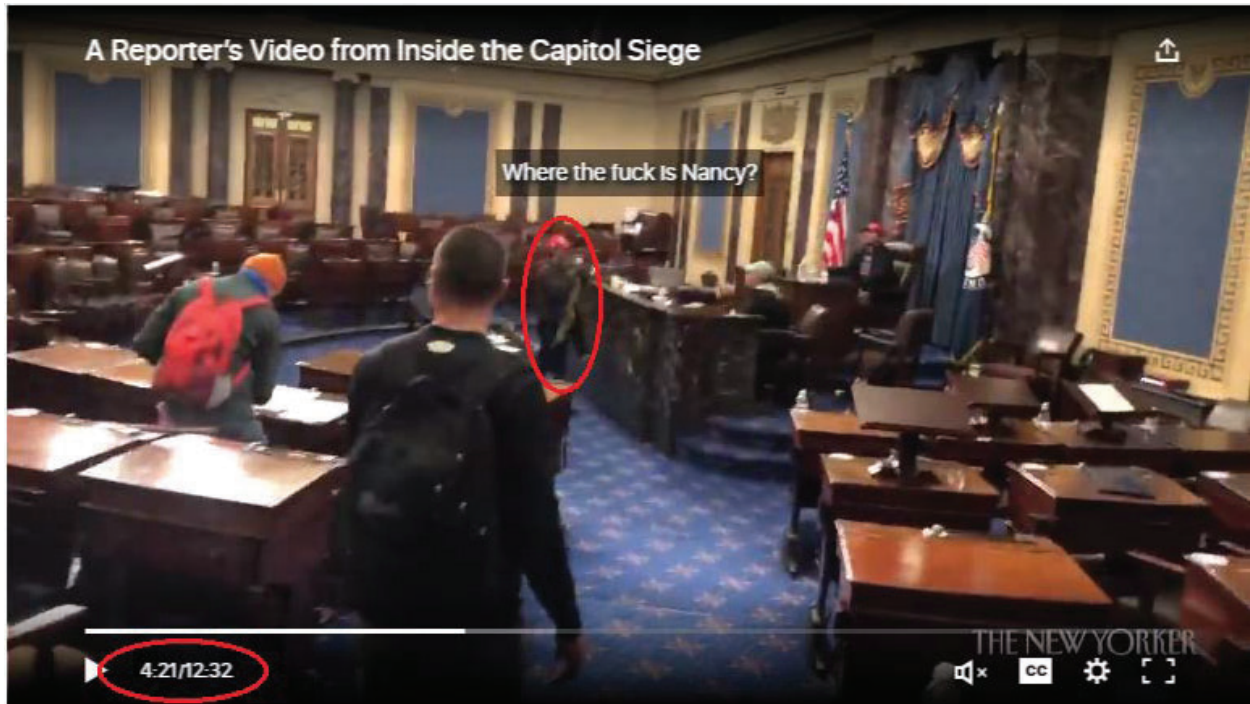 A Reporter's Video from Inside the Capitol Siege
Where the fuck is Nancy?
THE NEW YORKER
4:21/12:32
CC